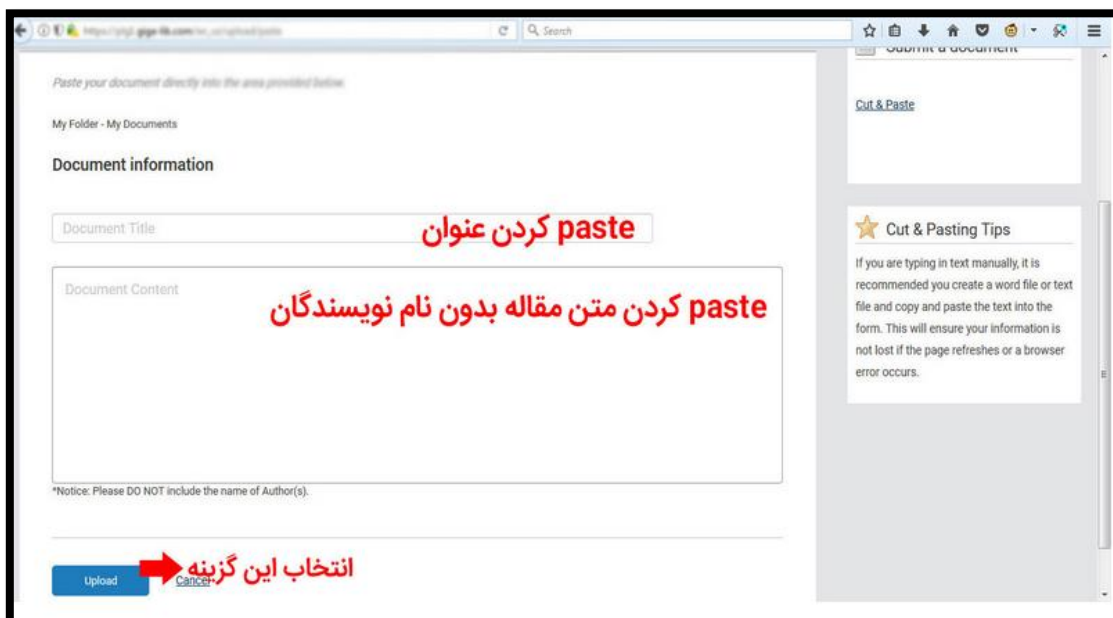 Search
Submit a document
Paste your document directly into the area provided below.
Cut & Paste
My Folder - My Documents
Document information
Document Title
paste کردن عنوان
Document Content
paste کردن متن مقاله بدون نام نویسندگان
*Notice: Please DO NOT include the name of Author(s).
Upload
Cancel
انتخاب این گزینه
Cut & Pasting Tips
If you are typing in text manually, it is
recommended you create a word file or text
file and copy and paste the text into the
form. This will ensure your information is
not lost if the page refreshes or a browser
error occurs.